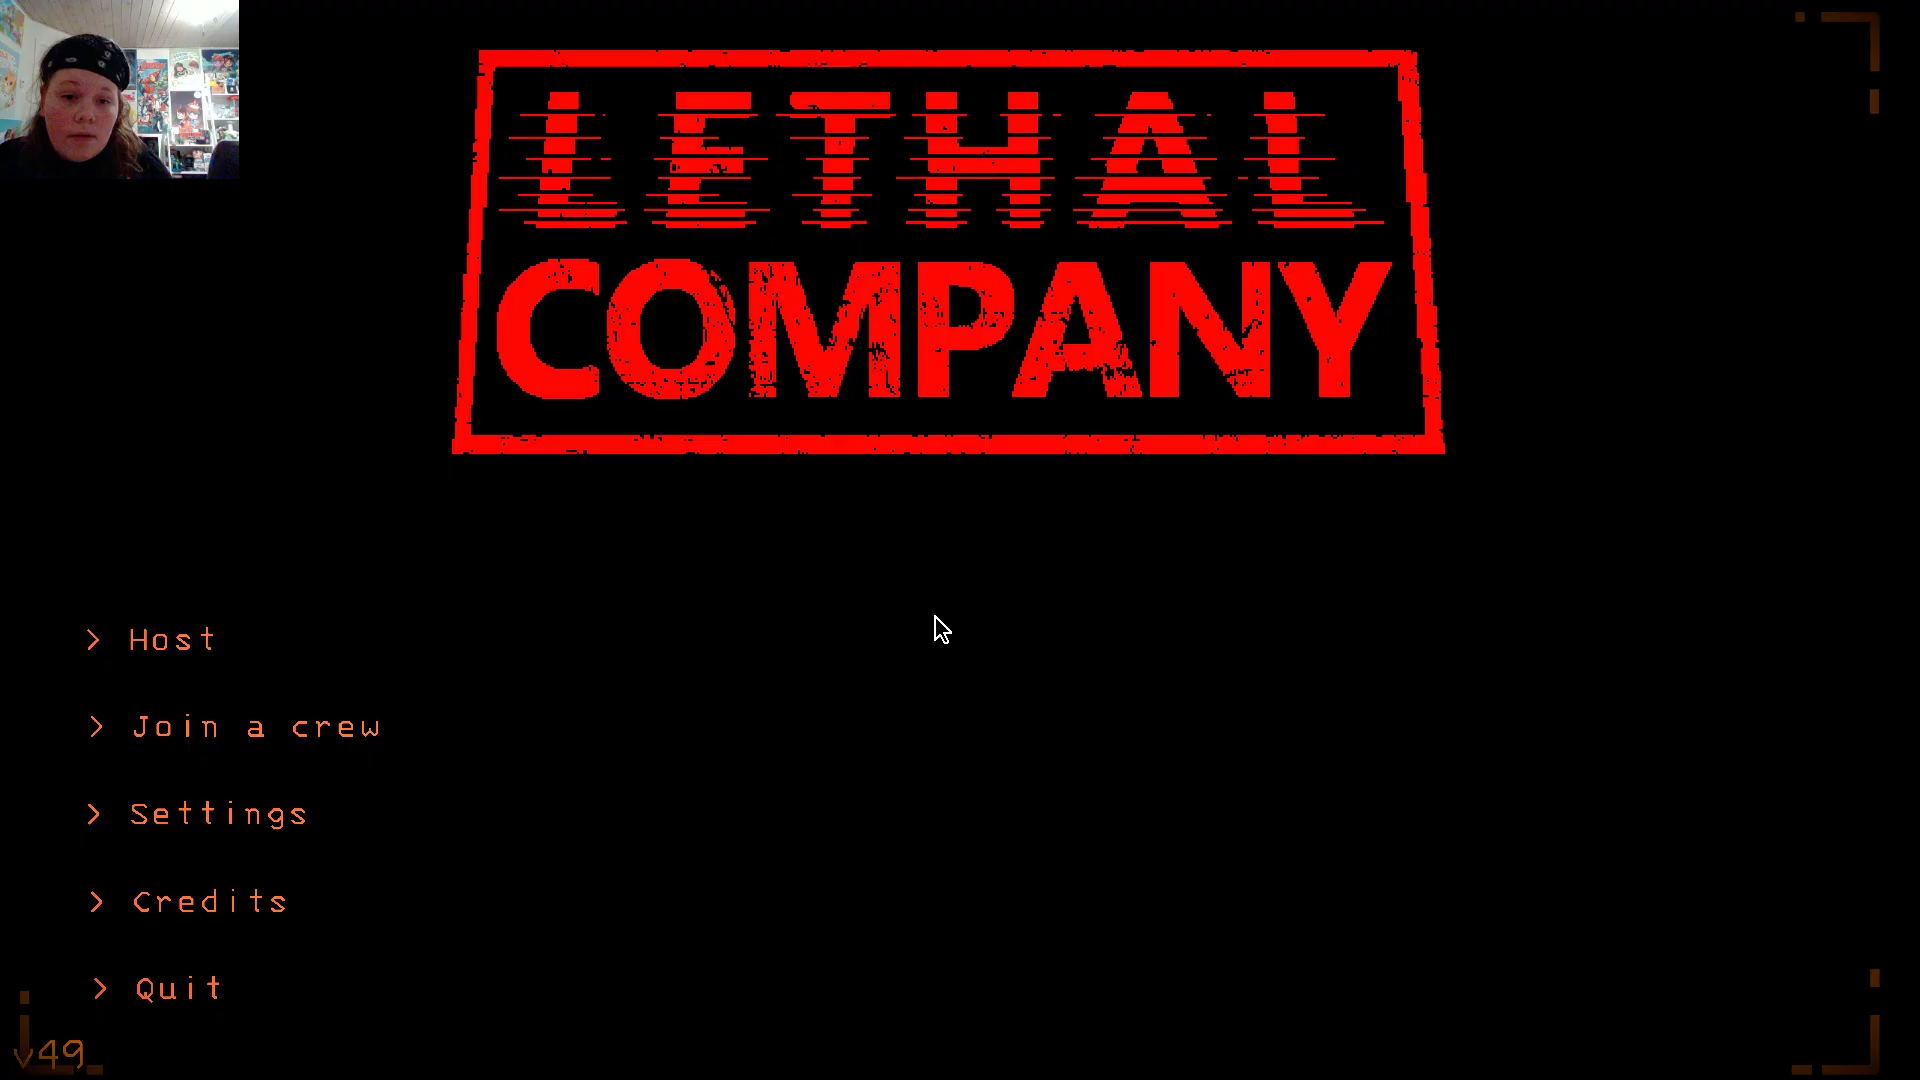 LETHAL
COMPANY
> Host
> Join a crew
> Settings
> Credits
> Quit
v49